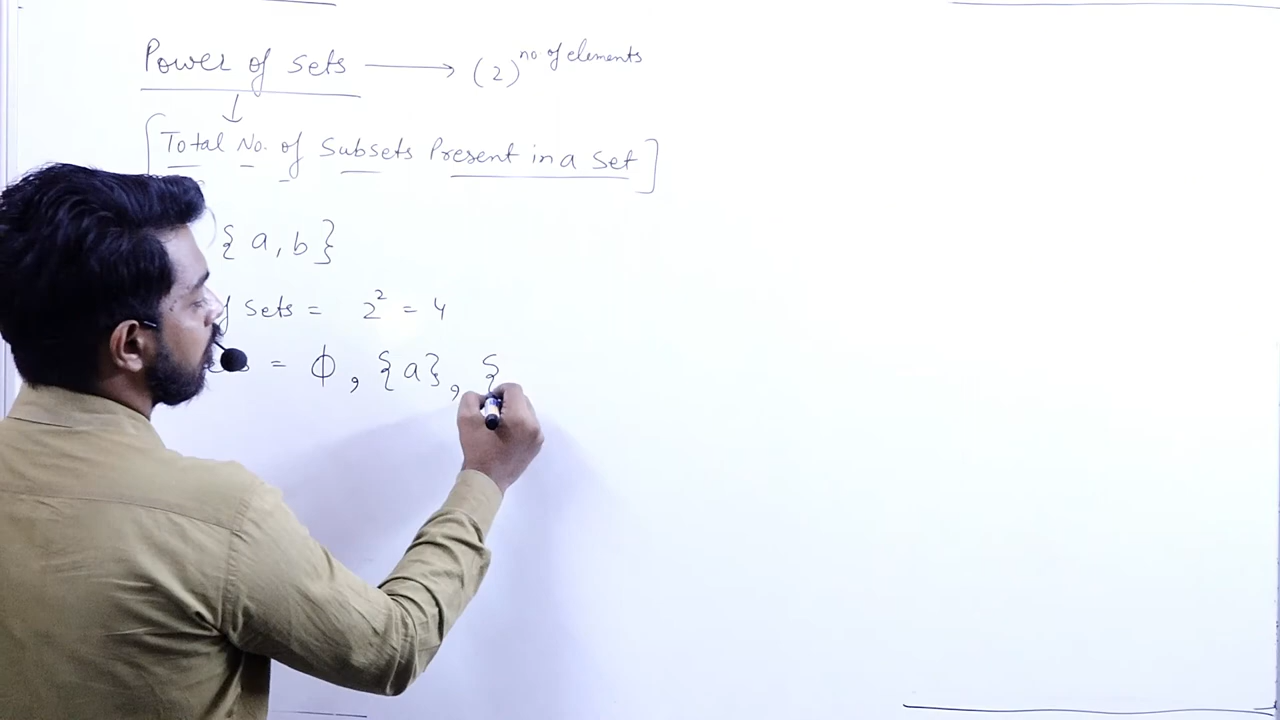 Power of sets ⟶ (2)^no. of elements
[Total No. of Subsets Present in a Set]
{ a, b }
Sets = 2² = 4
= ϕ, {a}, {